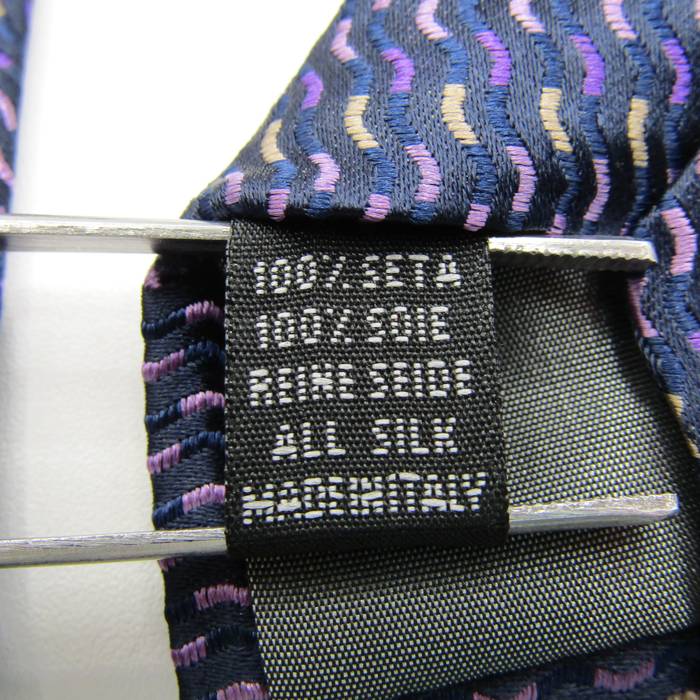 100% SETA
100% SOIE
REINE SEIDE
ALL SILK
MADE IN ITALY